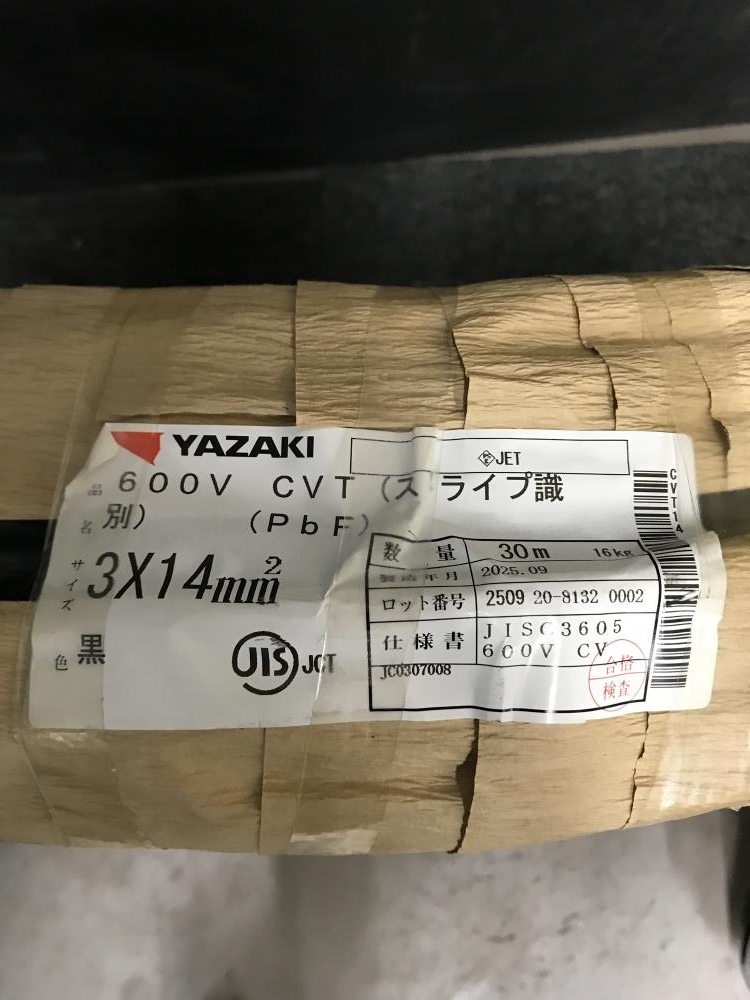 YAZAKI
PS E JET
品名 600V CVT (ストライプ識
別) (PbF)
サイズ 3X14mm²
色 黒
JIS JCT
数量 30m 16kg
製造年月 2025.09
ロット番号 2509 20-8132 0002
仕様書 JISC3605
600V CV
JC0307008
合格
検査
CVT14